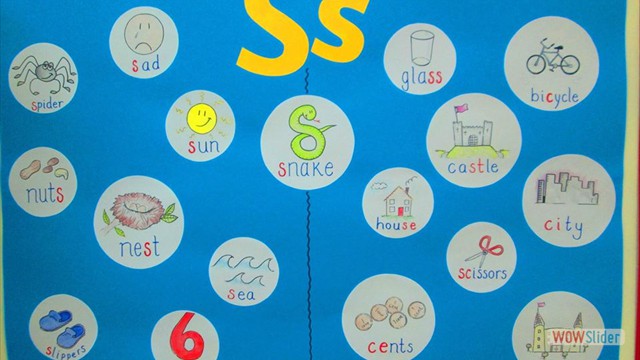 Ss
sad
glass
spider
bicycle
sun
snake
castle
nuts
house
city
nest
scissors
sea
slippers
6
cents
WOWSlider